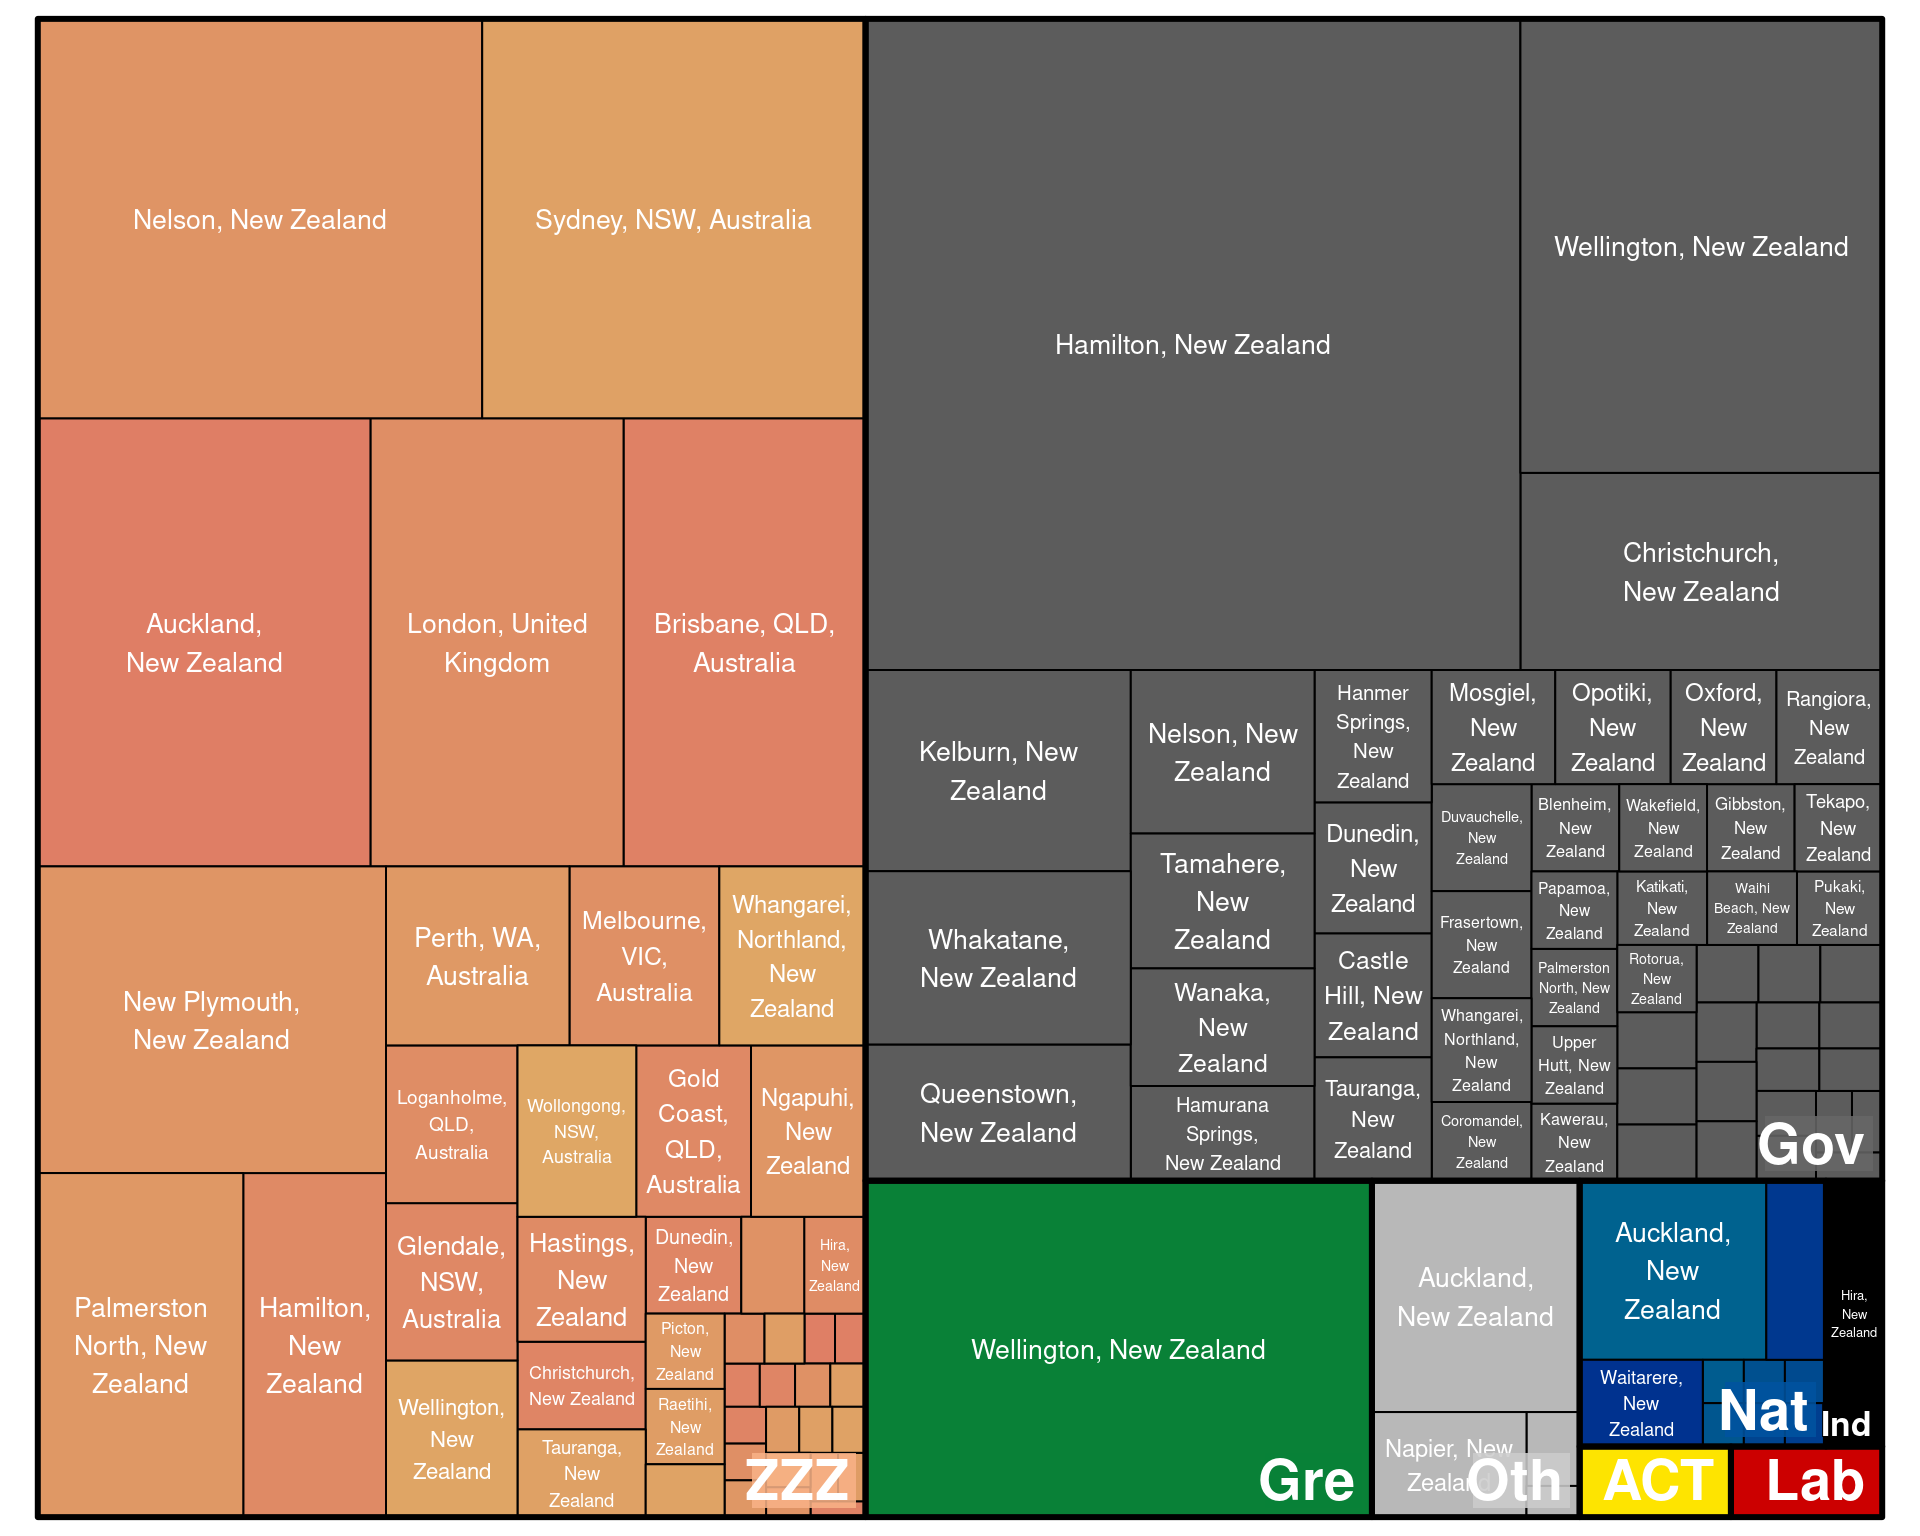 Nelson, New Zealand
Sydney, NSW, Australia
Auckland,
New Zealand
London, United
Kingdom
Brisbane, QLD,
Australia
New Plymouth,
New Zealand
Perth, WA,
Australia
Melbourne,
VIC,
Australia
Whangarei,
Northland,
New
Zealand
Palmerston
North, New
Zealand
Hamilton,
New
Zealand
Loganholme,
QLD,
Australia
Wollongong,
NSW,
Australia
Gold
Coast,
QLD,
Australia
Ngapuhi,
New
Zealand
Glendale,
NSW,
Australia
Wellington,
New
Zealand
Hastings,
New
Zealand
Christchurch,
New Zealand
Tauranga,
New
Zealand
Dunedin,
New
Zealand
Hira,
New
Zealand
Picton,
New
Zealand
Raetihi,
New
Zealand
ZZZ
Hamilton, New Zealand
Wellington, New Zealand
Christchurch,
New Zealand
Kelburn, New
Zealand
Whakatane,
New Zealand
Queenstown,
New Zealand
Nelson, New
Zealand
Tamahere,
New
Zealand
Wanaka,
New
Zealand
Hamurana
Springs,
New Zealand
Hanmer
Springs,
New
Zealand
Dunedin,
New
Zealand
Castle
Hill, New
Zealand
Tauranga,
New
Zealand
Mosgiel,
New
Zealand
Opotiki,
New
Zealand
Oxford,
New
Zealand
Rangiora,
New
Zealand
Duvauchelle,
New
Zealand
Frasertown,
New
Zealand
Whangarei,
Northland,
New
Zealand
Coromandel,
New
Zealand
Blenheim,
New
Zealand
Wakefield,
New
Zealand
Gibbston,
New
Zealand
Tekapo,
New
Zealand
Papamoa,
New
Zealand
Palmerston
North, New
Zealand
Upper
Hutt, New
Zealand
Kawerau,
New
Zealand
Katikati,
New
Zealand
Waihi
Beach, New
Zealand
Pukaki,
New
Zealand
Rotorua,
New
Zealand
Gov
Wellington, New Zealand
Gre
Auckland,
New Zealand
Napier, New
Zealand
Oth
Auckland,
New
Zealand
Waitarere,
New
Zealand
Nat
Hira,
New
Zealand
Ind
ACT
Lab